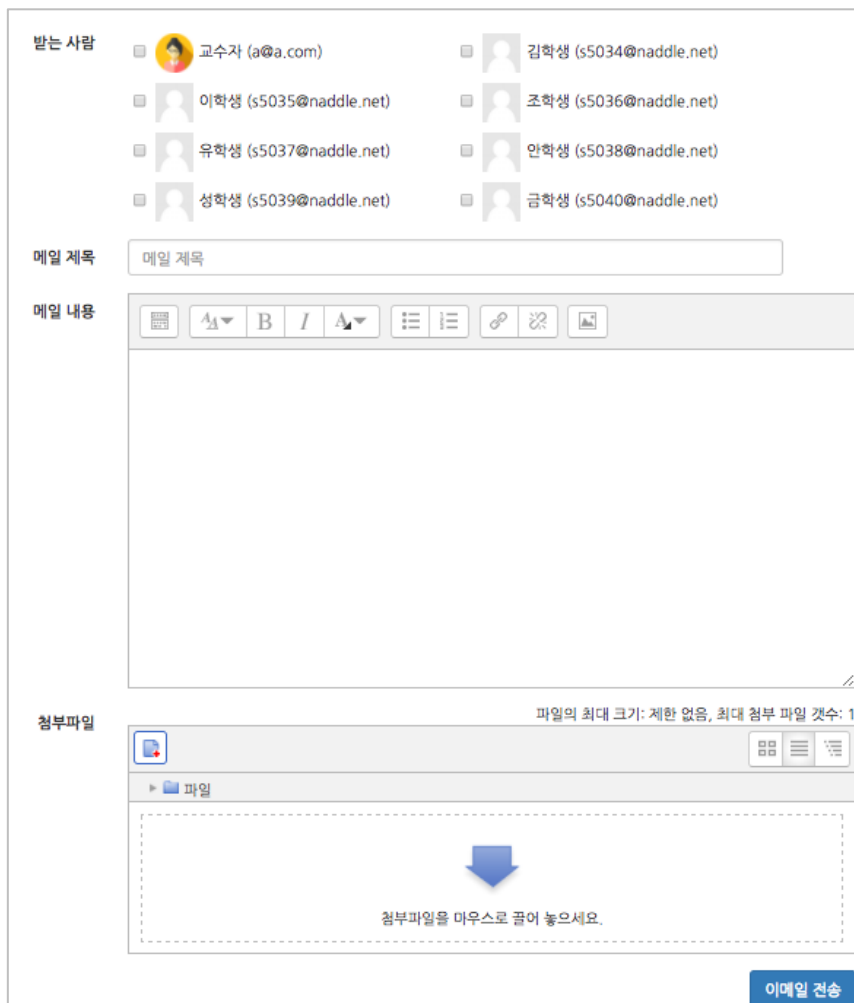 받는 사람
교수자 (a@a.com) 김학생 (s5034@naddle.net)
이학생 (s5035@naddle.net) 조학생 (s5036@naddle.net)
유학생 (s5037@naddle.net) 안학생 (s5038@naddle.net)
성학생 (s5039@naddle.net) 금학생 (s5040@naddle.net)
메일 제목 메일 제목
메일 내용
B I A
첨부파일
파일의 최대 크기: 제한 없음, 최대 첨부 파일 갯수: 1
파일
첨부파일을 마우스로 끌어 놓으세요.
이메일 전송